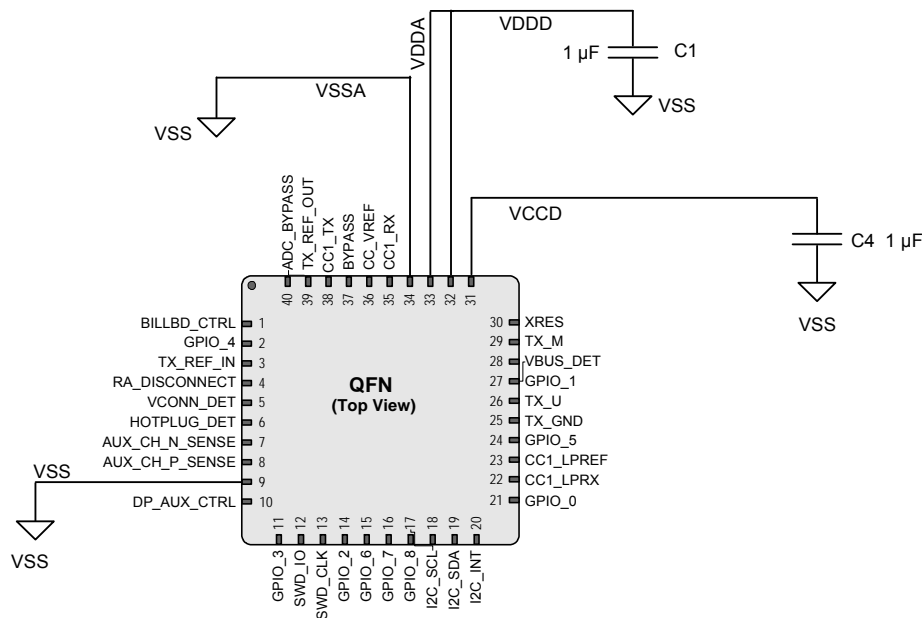 VDDD
VDDA
1 µF
C1
VSSA
VSS
VSS
VCCD
C4 1 µF
VSS
ADC_BYPASS
TX_REF_OUT
CC1_TX
BYPASS
CC_VREF
CC1_RX
40
39
38
37
36
35
34
33
32
31
BILLBD_CTRL 1
GPIO_4 2
TX_REF_IN 3
RA_DISCONNECT 4
VCONN_DET 5
HOTPLUG_DET 6
AUX_CH_N_SENSE 7
AUX_CH_P_SENSE 8
VSS 9
DP_AUX_CTRL 10
VSS
QFN
(Top View)
30 XRES
29 TX_M
28 VBUS_DET
27 GPIO_1
26 TX_U
25 TX_GND
24 GPIO_5
23 CC1_LPREF
22 CC1_LPRX
21 GPIO_0
11
12
13
14
15
16
17
18
19
20
GPIO_3
SWD_IO
SWD_CLK
GPIO_2
GPIO_6
GPIO_7
GPIO_8
I2C_SCL
I2C_SDA
I2C_INT